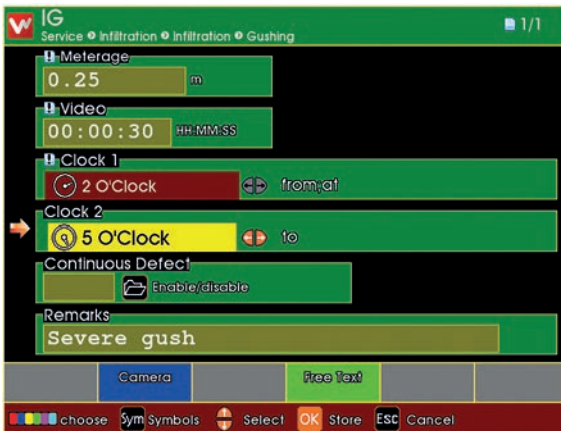 IG
1/1
Service Infiltration Infiltration Gushing
Meterage
0.25 m
Video
00:00:30 HH:MM:SS
Clock 1
2 O'Clock from;at
Clock 2
5 O'Clock to
Continuous Defect
Enable/disable
Remarks
Severe gush
Camera Free Text
choose Sym Symbols Select OK Store ESC Cancel